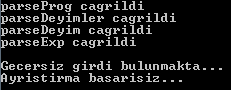 parseProg cagrildi
parseDeyimler cagrildi
parseDeyim cagrildi
parseExp cagrildi
Gecersiz girdi bulunmakta...
Ayristirma basarisiz...